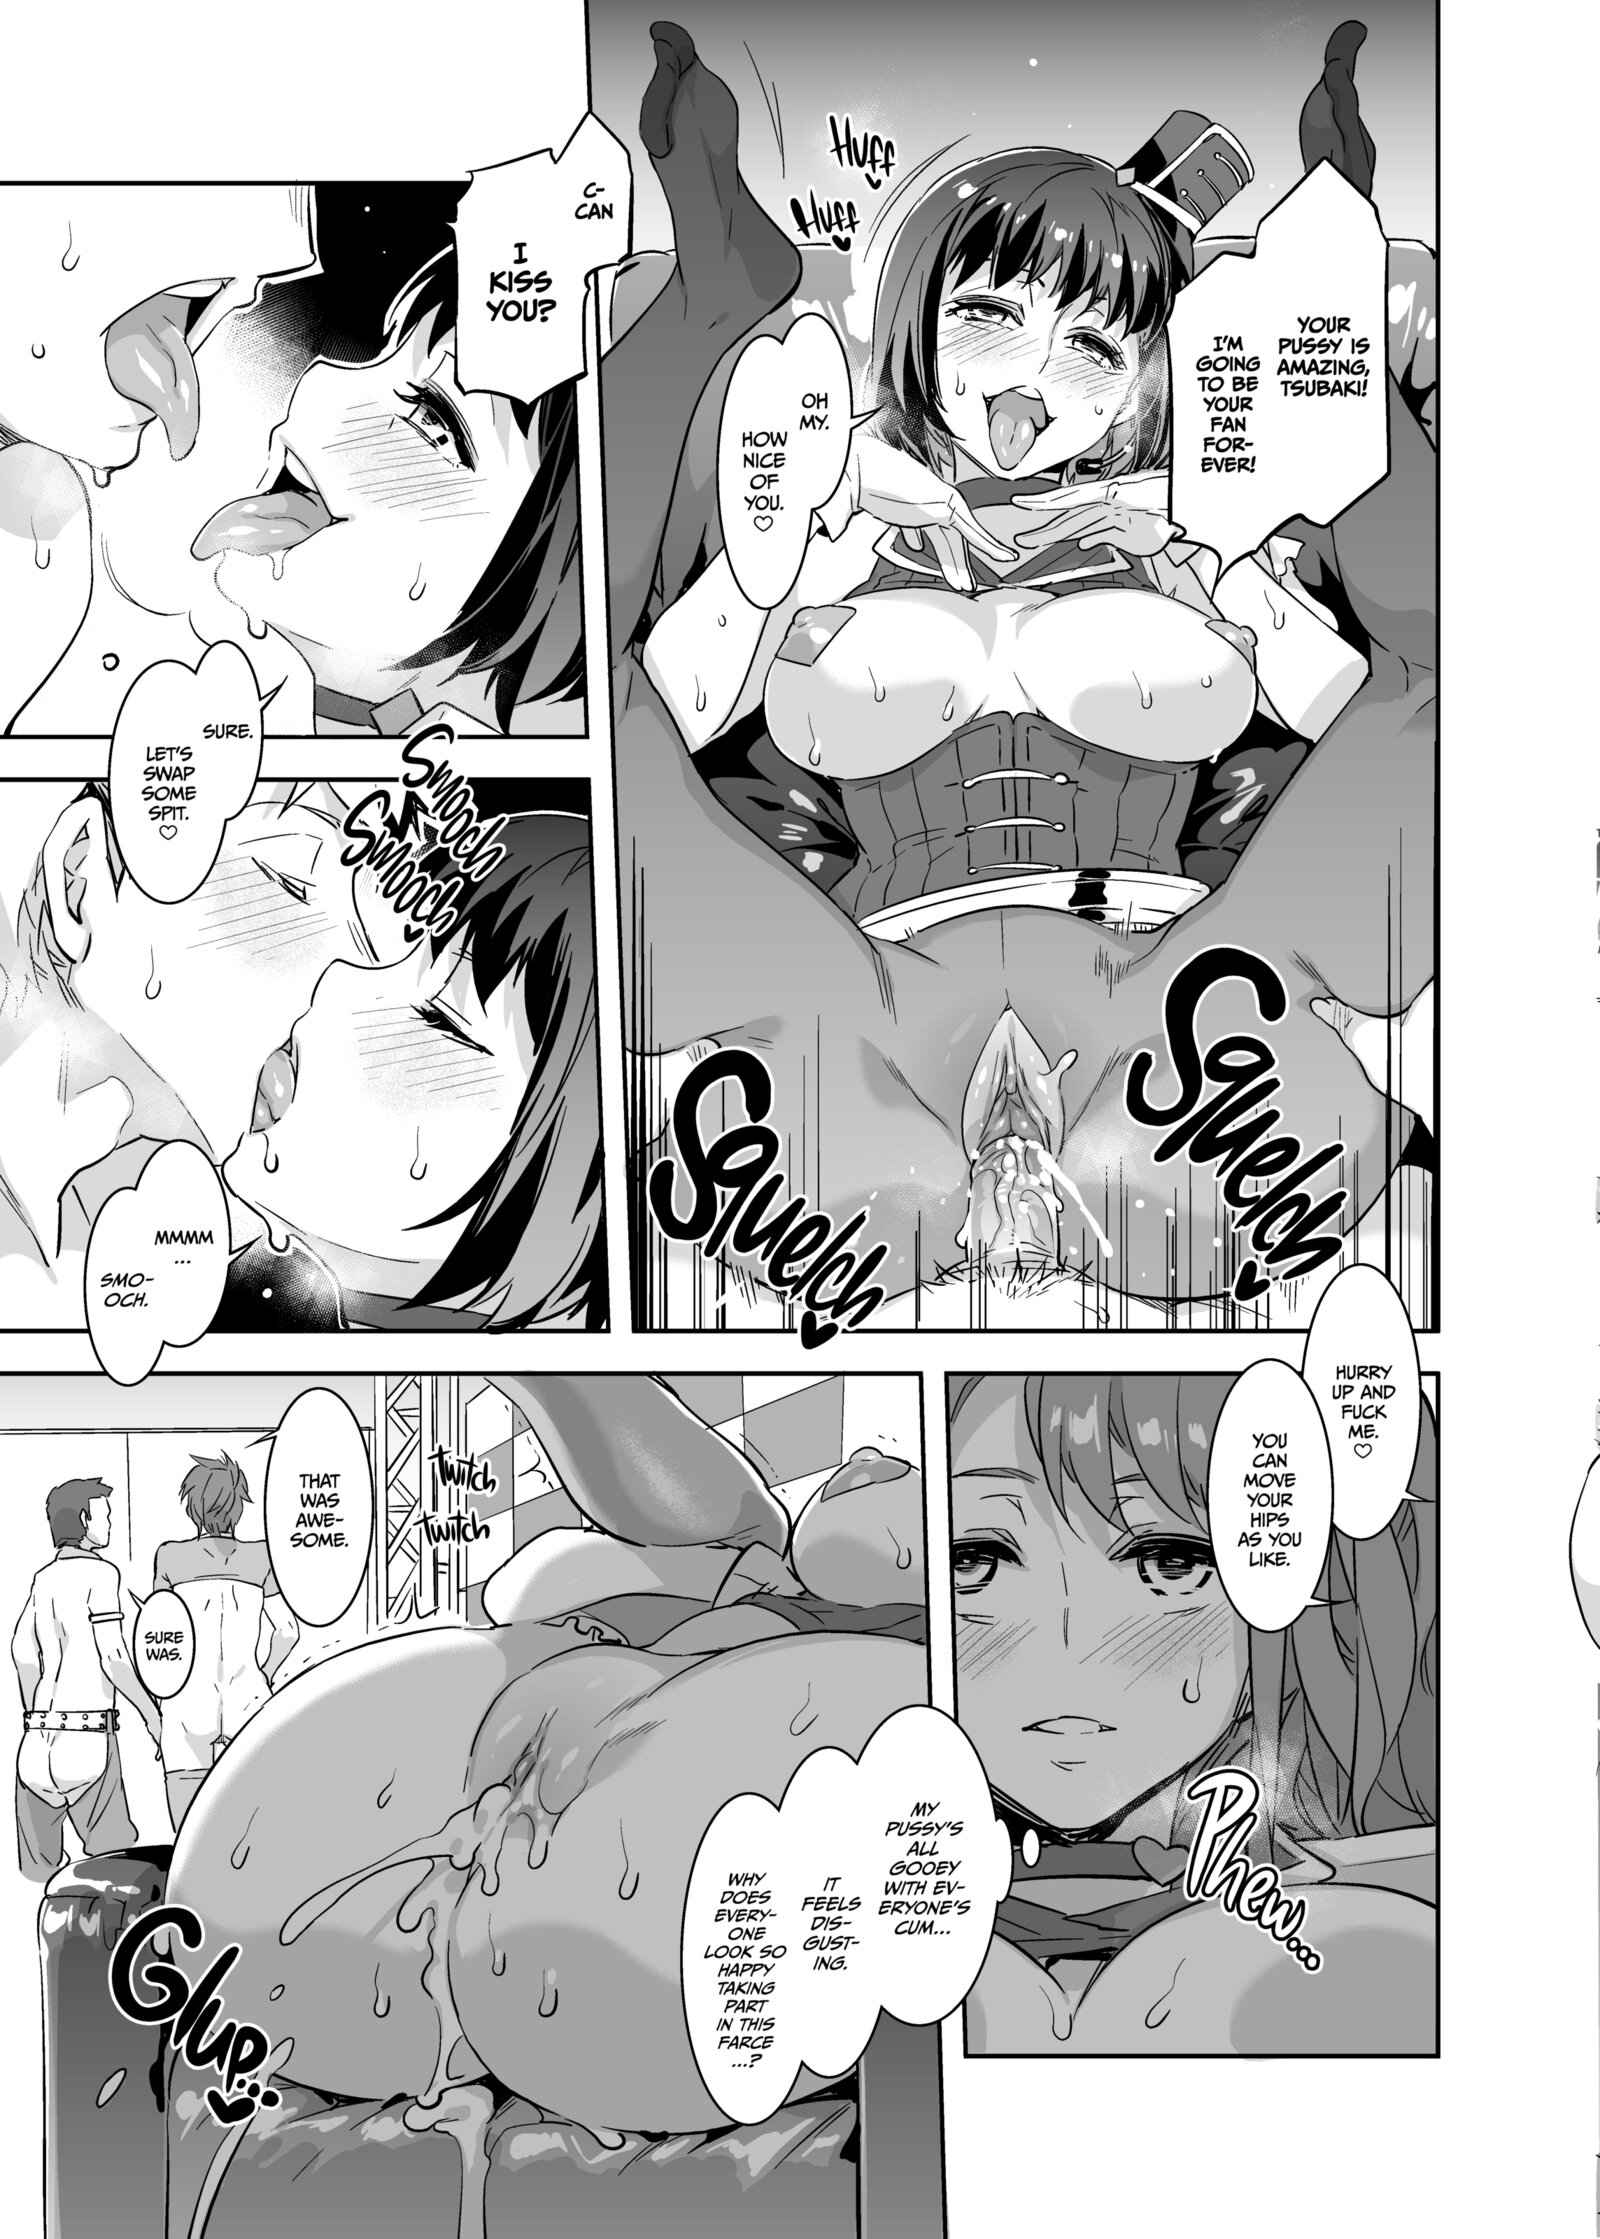 YOUR
PUSSY IS
AMAZING,
TSUBAKI!
I'M
GOING
TO BE
YOUR
FAN
FOR-
EVER!
HUFF
HUFF
OH
MY.
HOW
NICE
OF
YOU.♡
SQUELCH
SQUELCH
C-
CAN
I
KISS
YOU?
SURE.
LET'S
SWAP
SOME
SPIT.
♡
SMOOCH
SMOOCH
MMMM
...
SMO-
OCH.
HURRY
UP AND
FUCK
ME.
♡
YOU
CAN
MOVE
YOUR
HIPS
AS YOU
LIKE.
PHEW...
MY
PUSSY'S
ALL
GOOEY
WITH EV-
ERYONE'S
CUM...
IT
FEELS
DIS-
GUST-
ING.
WHY
DOES
EVERY-
ONE
LOOK SO
HAPPY
TAKING
PART
IN THIS
FARCE
...?
TWITCH
TWITCH
THAT
WAS
AWE-
SOME.
SURE
WAS.
GLUP...